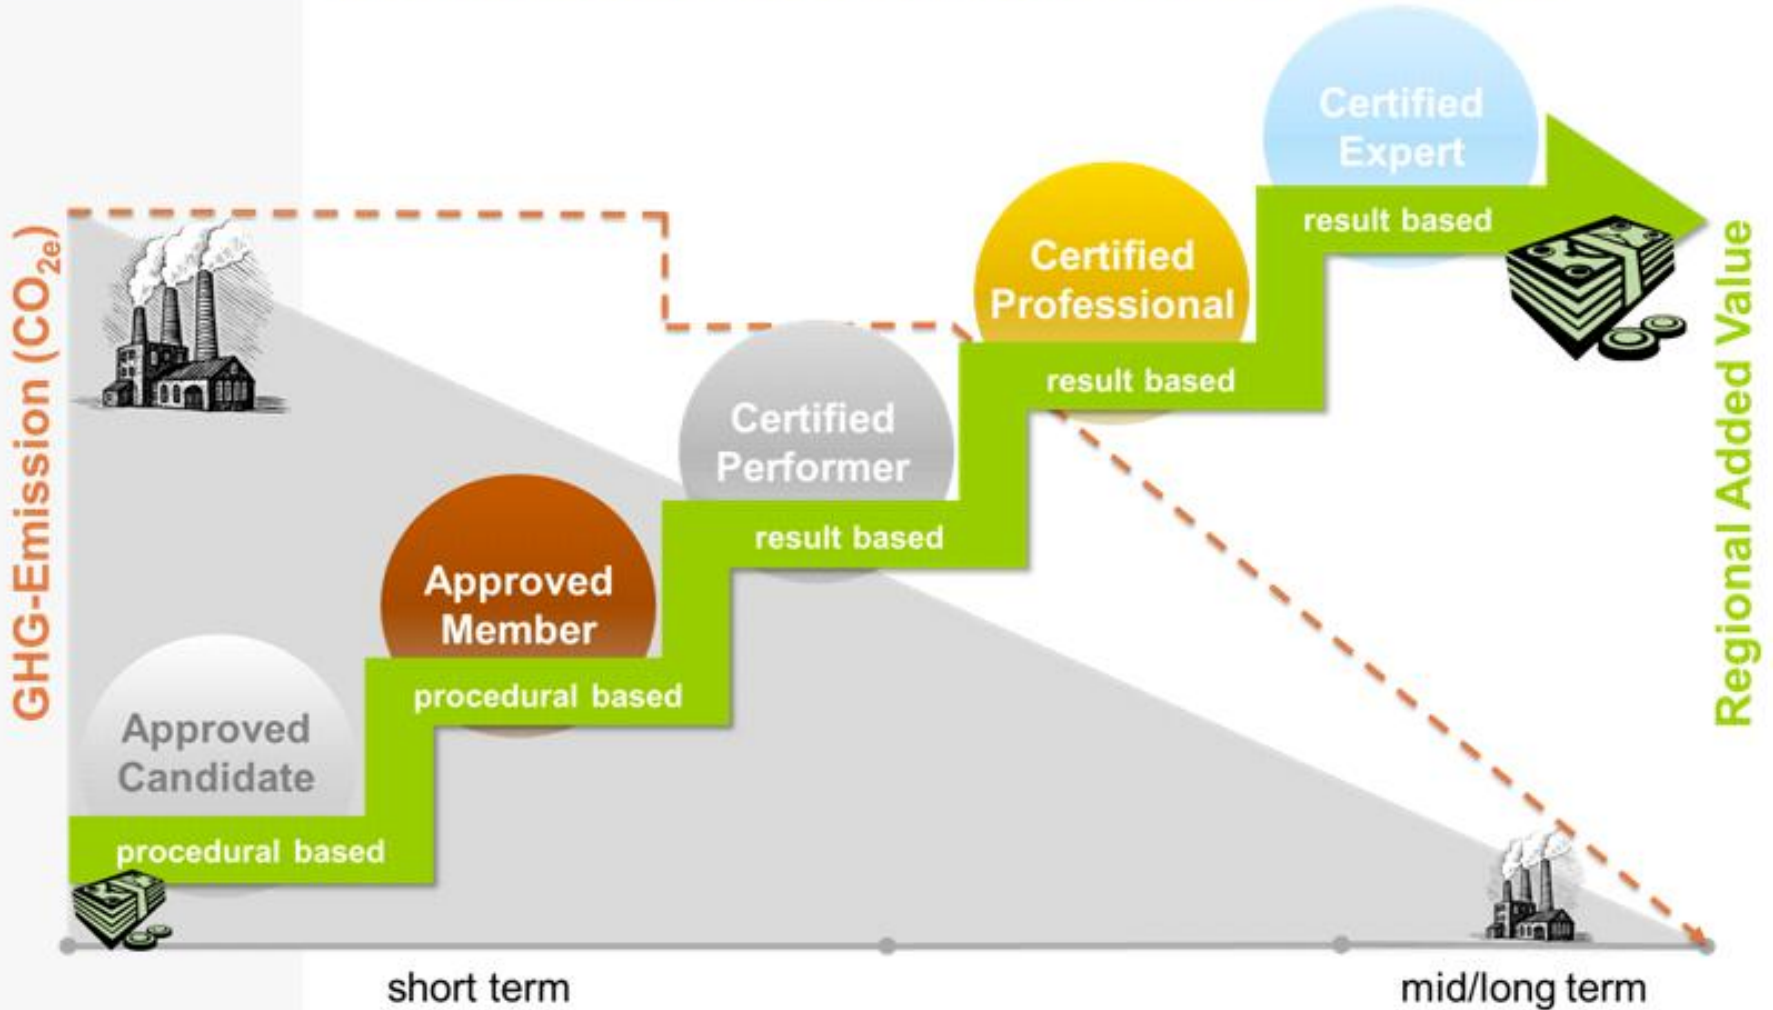 Certified
Expert
result based
Certified
Professional
result based
Certified
Performer
result based
Approved
Member
procedural based
Approved
Candidate
procedural based
GHG-Emission (CO2e)
Regional Added Value
short term
mid/long term